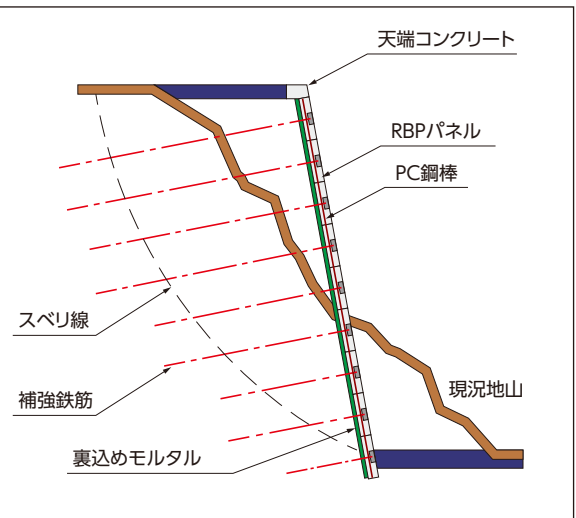 天端コンクリート
RBPパネル
PC鋼棒
スベリ線
現況地山
補強鉄筋
裏込めモルタル